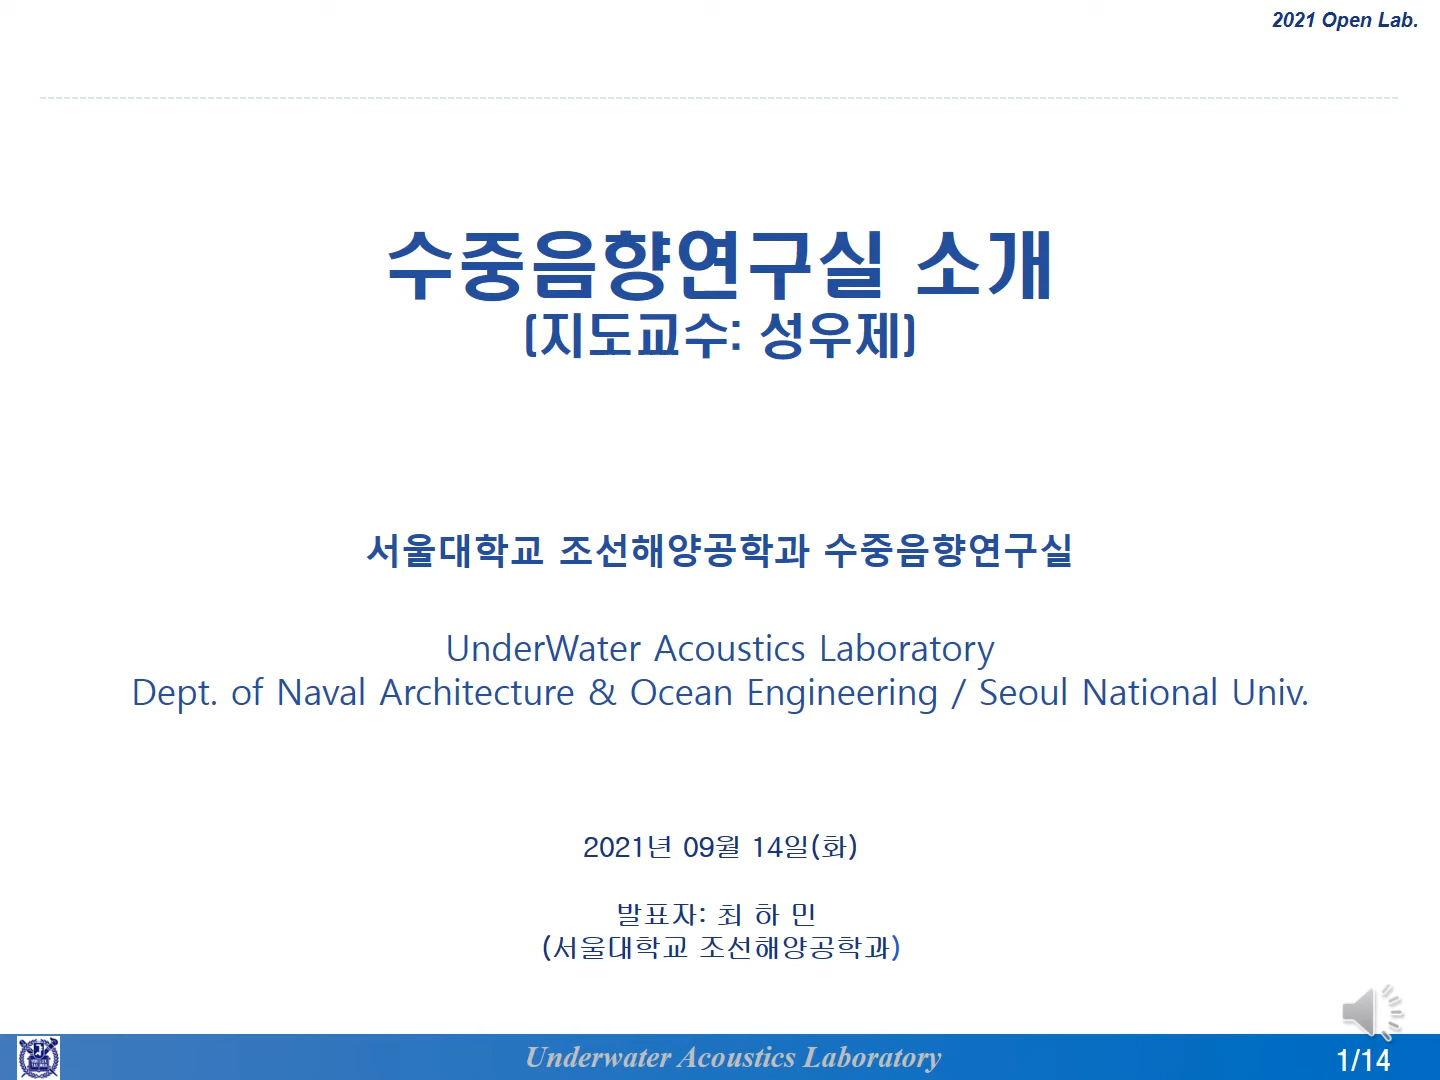 2021 Open Lab.
수중음향연구실 소개
(지도교수: 성우제)
서울대학교 조선해양공학과 수중음향연구실
UnderWater Acoustics Laboratory
Dept. of Naval Architecture & Ocean Engineering / Seoul National Univ.
2021년 09월 14일(화)
발표자: 최 하 민
(서울대학교 조선해양공학과)
Underwater Acoustics Laboratory
1/14